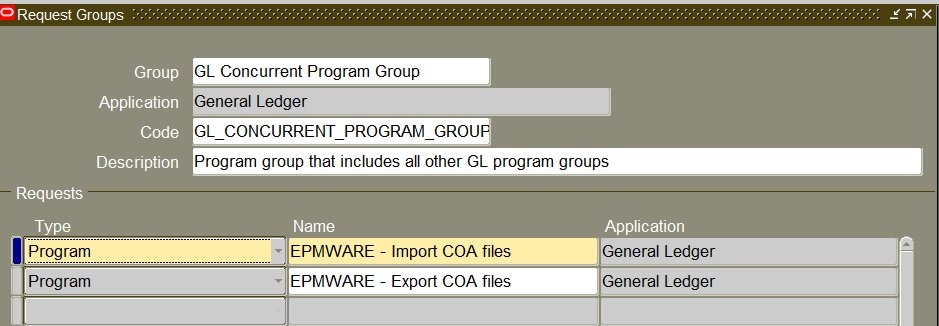 Request Groups
Group GL Concurrent Program Group
Application General Ledger
Code GL_CONCURRENT_PROGRAM_GROUP
Description Program group that includes all other GL program groups
Requests
Type Name Application
Program EPMWARE - Import COA files General Ledger
Program EPMWARE - Export COA files General Ledger